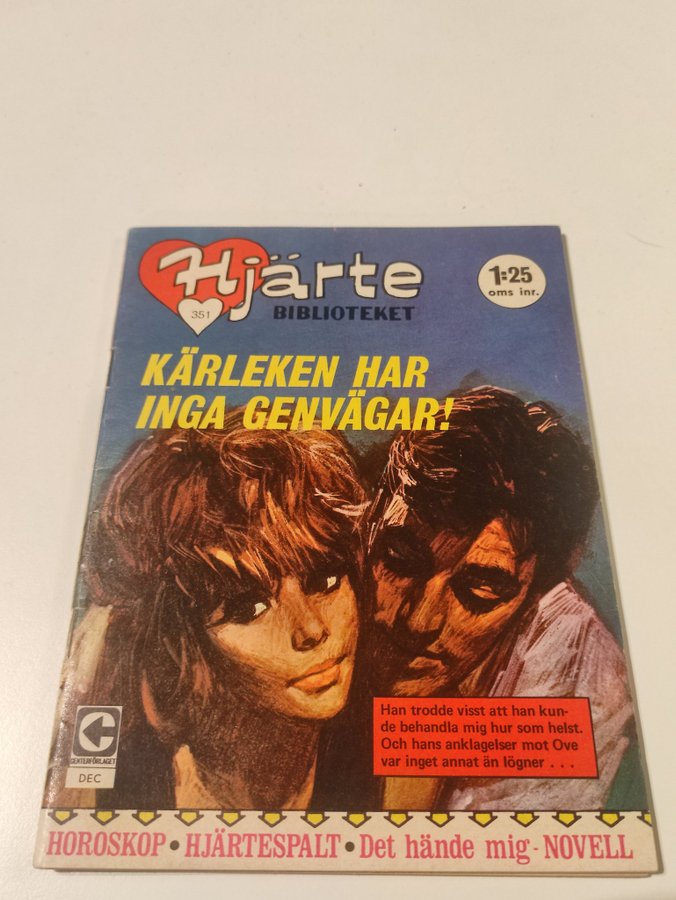 Hjärte
BIBLIOTEKET
351
1:25
oms inr.
KÄRLEKEN HAR
INGA GENVÄGAR!
Han trodde visst att han kun-
de behandla mig hur som helst.
Och hans anklagelser mot Ove
var inget annat än lögner . . .
CENTERFÖRLAGET
DEC
HOROSKOP • HJÄRTESPALT • Det hände mig - NOVELL